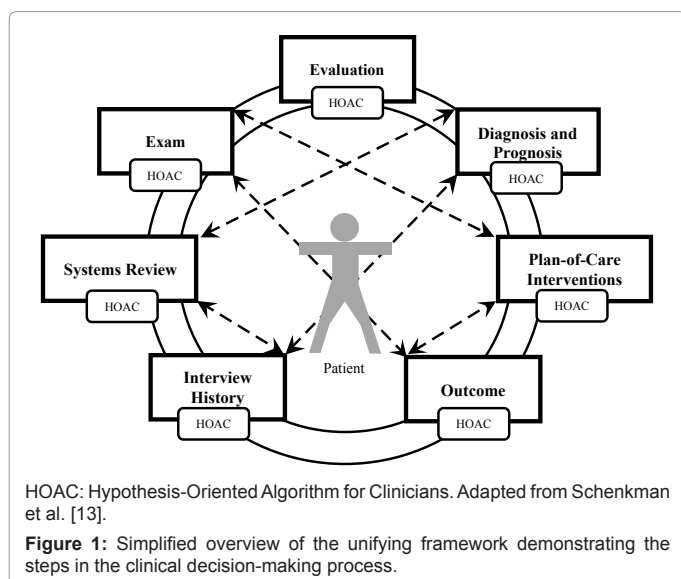 Evaluation
HOAC
Exam
HOAC
Diagnosis and
Prognosis
HOAC
Systems Review
HOAC
Plan-of-Care
Interventions
HOAC
Interview
History
HOAC
Patient
Outcome
HOAC
HOAC: Hypothesis-Oriented Algorithm for Clinicians. Adapted from Schenkman
et al. [13].
Figure 1: Simplified overview of the unifying framework demonstrating the
steps in the clinical decision-making process.